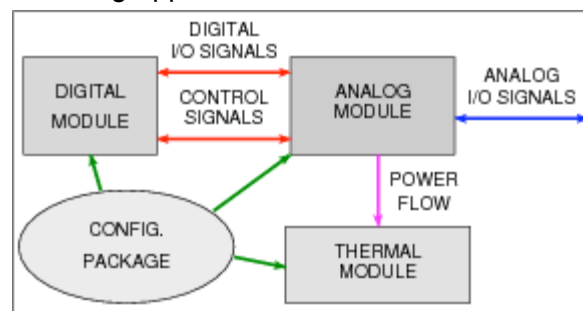 DIGITAL
I/O SIGNALS
DIGITAL
MODULE
CONTROL
SIGNALS
ANALOG
MODULE
ANALOG
I/O SIGNALS
POWER
FLOW
CONFIG.
PACKAGE
THERMAL
MODULE